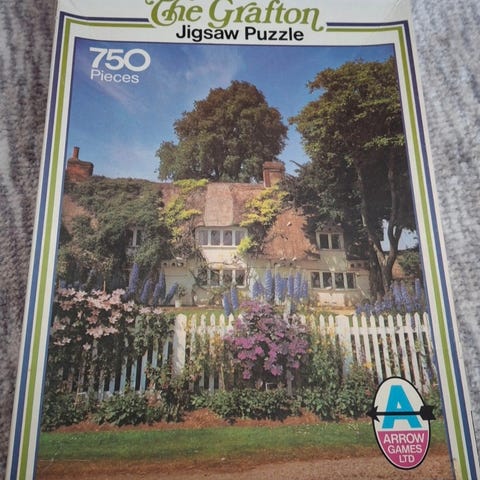 The Grafton
Jigsaw Puzzle
750
Pieces
A
ARROW
GAMES
LTD